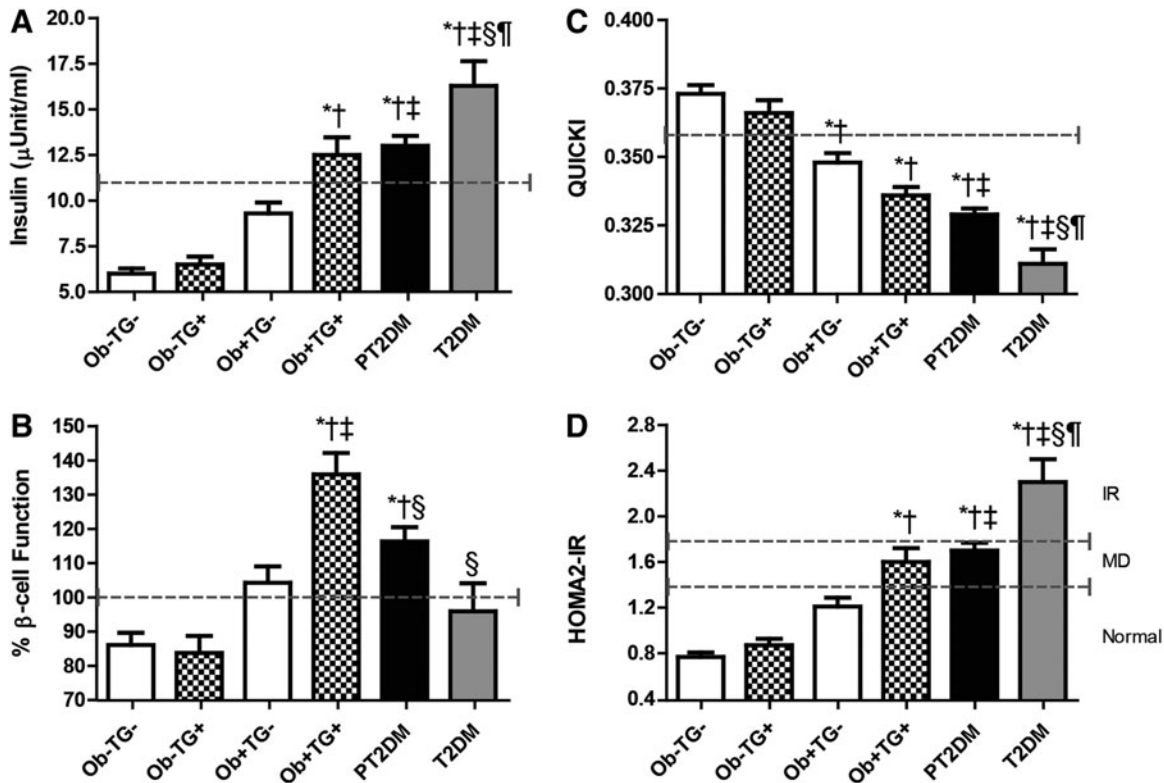 A
Insulin (μUnit/ml)
20.0
17.5
15.0
12.5
10.0
7.5
5.0
*†
*†‡
*†‡§¶
Ob-TG-
Ob-TG+
Ob+TG-
Ob+TG+
PT2DM
T2DM
B
% β-cell Function
150
140
130
120
110
100
90
80
70
*†‡
*†§
§
Ob-TG-
Ob-TG+
Ob+TG-
Ob+TG+
PT2DM
T2DM
C
QUICKI
0.400
0.375
0.350
0.325
0.300
*†
*†
*†‡
*†‡§¶
Ob-TG-
Ob-TG+
Ob+TG-
Ob+TG+
PT2DM
T2DM
D
HOMA2-IR
2.8
2.4
2.0
1.6
1.2
0.8
0.4
*†
*†‡
*†‡§¶
IR
MD
Normal
Ob-TG-
Ob-TG+
Ob+TG-
Ob+TG+
PT2DM
T2DM